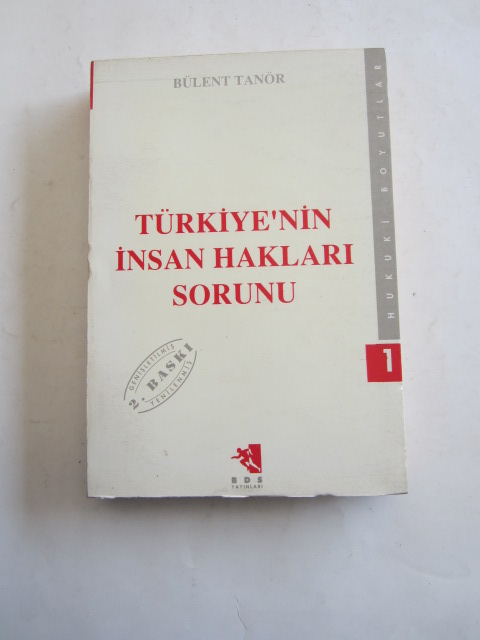 BÜLENT TANÖR
HUKUKİ BOYUTLAR
TÜRKİYE'NİN
İNSAN HAKLARI
SORUNU
1
GENİŞLETİLMİŞ
2. BASKI
YENİLENMİŞ
BDS
YAYINLARI